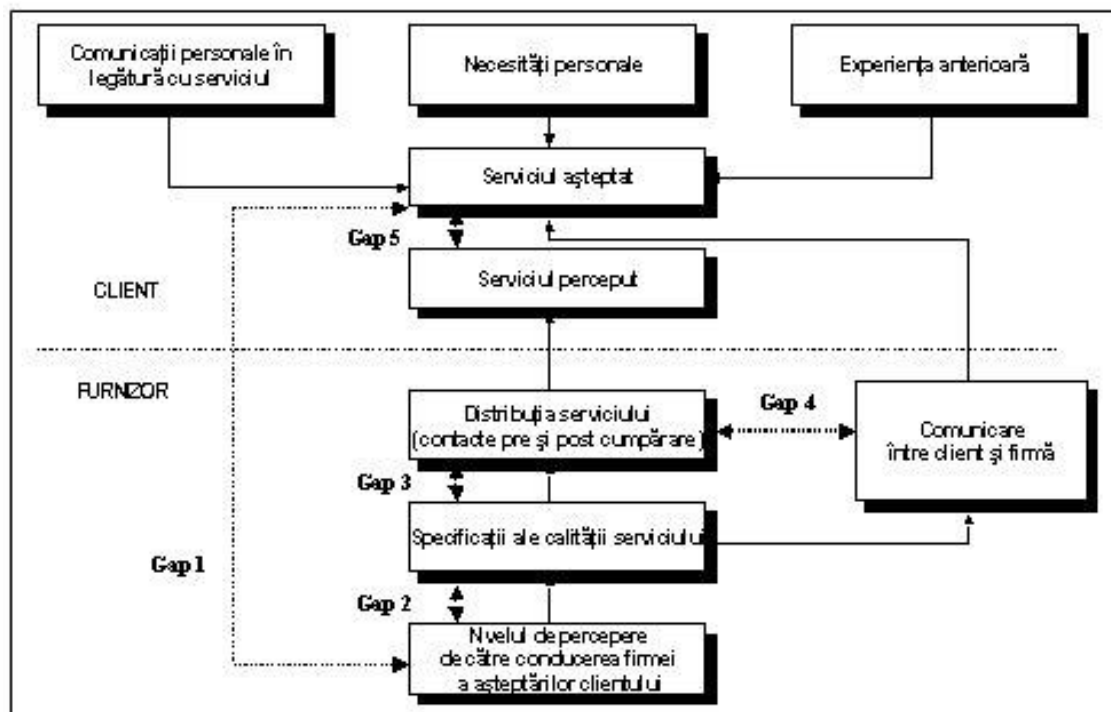 Comunicații personale în
legătură cu serviciul
Necesități personale
Experiența anterioară
Serviciul așteptat
Gap 5
Serviciul perceput
CLIENT
FURNIZOR
Distribuția serviciului
(contacte pre și post cumpărare)
Gap 4
Comunicare
între client și firmă
Gap 3
Specificații ale calității serviciului
Gap 1
Gap 2
Nivelul de percepere
de către conducerea firmei
a așteptărilor clientului